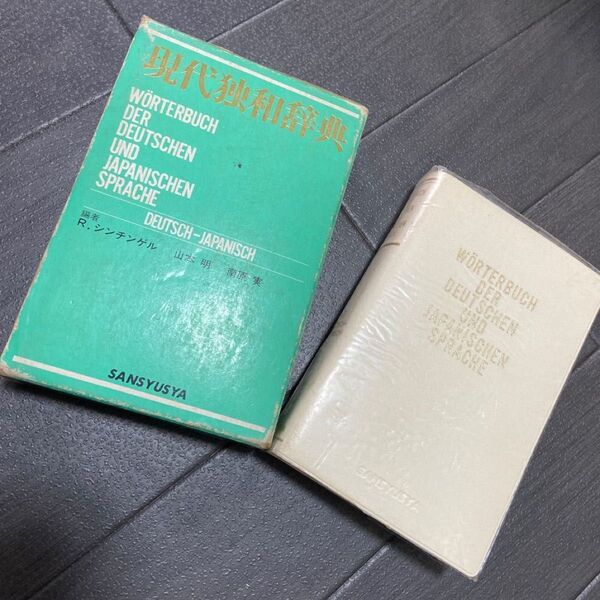 現代独和辞典
WÖRTERBUCH
DER
DEUTSCHEN
UND
JAPANISCHEN
SPRACHE
DEUTSCH–JAPANISCH
編者
R. シンチンゲル 山本 明 南原 実
SANSYUSYA
WÖRTERBUCH
DER
DEUTSCHEN
UND
JAPANISCHEN
SPRACHE
SANSYUSYA